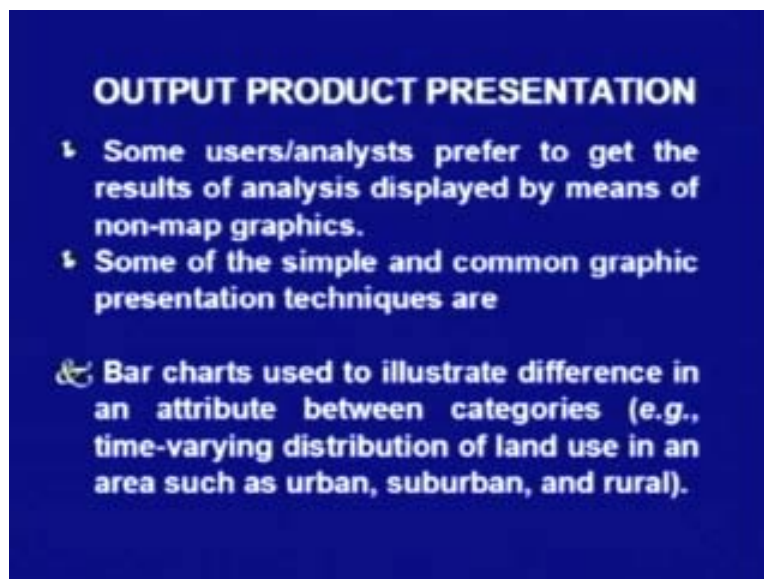 OUTPUT PRODUCT PRESENTATION
Some users/analysts prefer to get the
results of analysis displayed by means of
non-map graphics.
Some of the simple and common graphic
presentation techniques are
Bar charts used to illustrate difference in
an attribute between categories (e.g.,
time-varying distribution of land use in an
area such as urban, suburban, and rural).